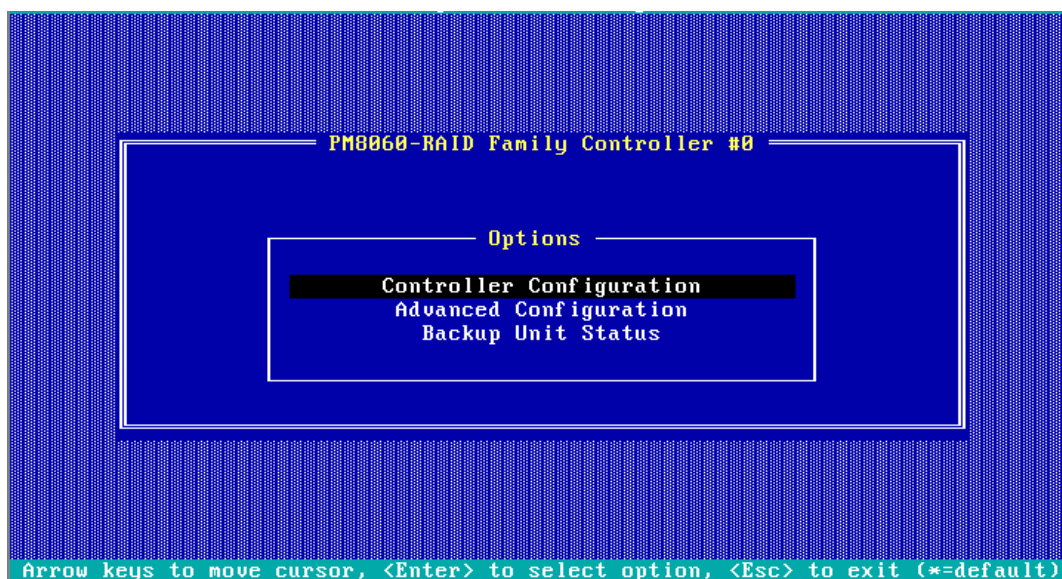 PM8060-RAID Family Controller #0
Options
Controller Configuration
Advanced Configuration
Backup Unit Status
Arrow keys to move cursor, <Enter> to select option, <Esc> to exit (*=default)